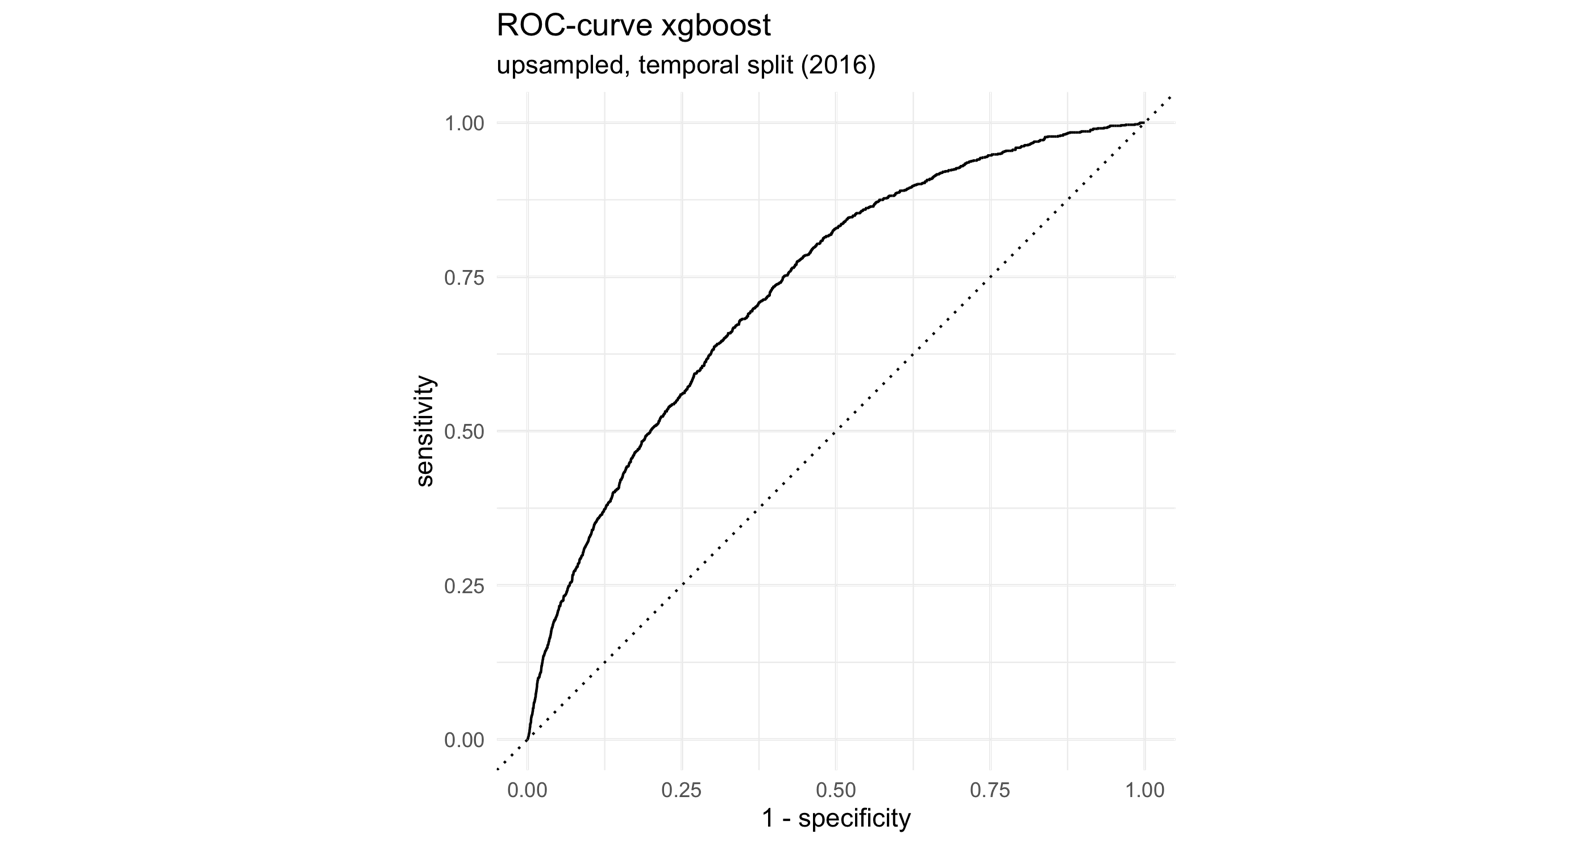 ROC-curve xgboost
upsampled, temporal split (2016)
1.00
0.75
0.50
0.25
0.00
sensitivity
0.00 0.25 0.50 0.75 1.00
1 - specificity